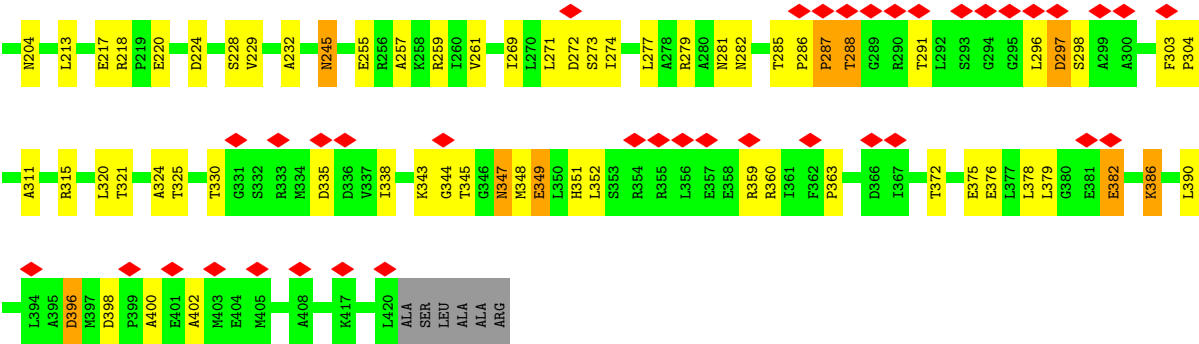 N204 L213 E217 R218 P219 E220 D224 S228 V229 A232 N245 E255 R256 A257 K258 R259 I260 V261 I269 L270 L271 D272 S273 I274 L277 A278 R279 A280 N281 N282 T285 P286 P287 T288 G289 R290 T291 L292 S293 G294 G295 L296 D297 S298 A299 A300 F303 P304
A311 R315 L320 T321 A324 T325 T330 G331 S332 R333 M334 D335 D336 V337 I338 K343 G344 T345 G346 N347 M348 E349 L350 H351 L352 S353 R354 R355 L356 E357 E358 R359 R360 I361 F362 P363 D366 I367 T372 E375 E376 L377 L378 L379 G380 E381 E382 K386 L390
L394 A395 D396 M397 D398 P399 A400 E401 A402 M403 E404 M405 A408 K417 L420 ALA SER LEU ALA ALA ARG